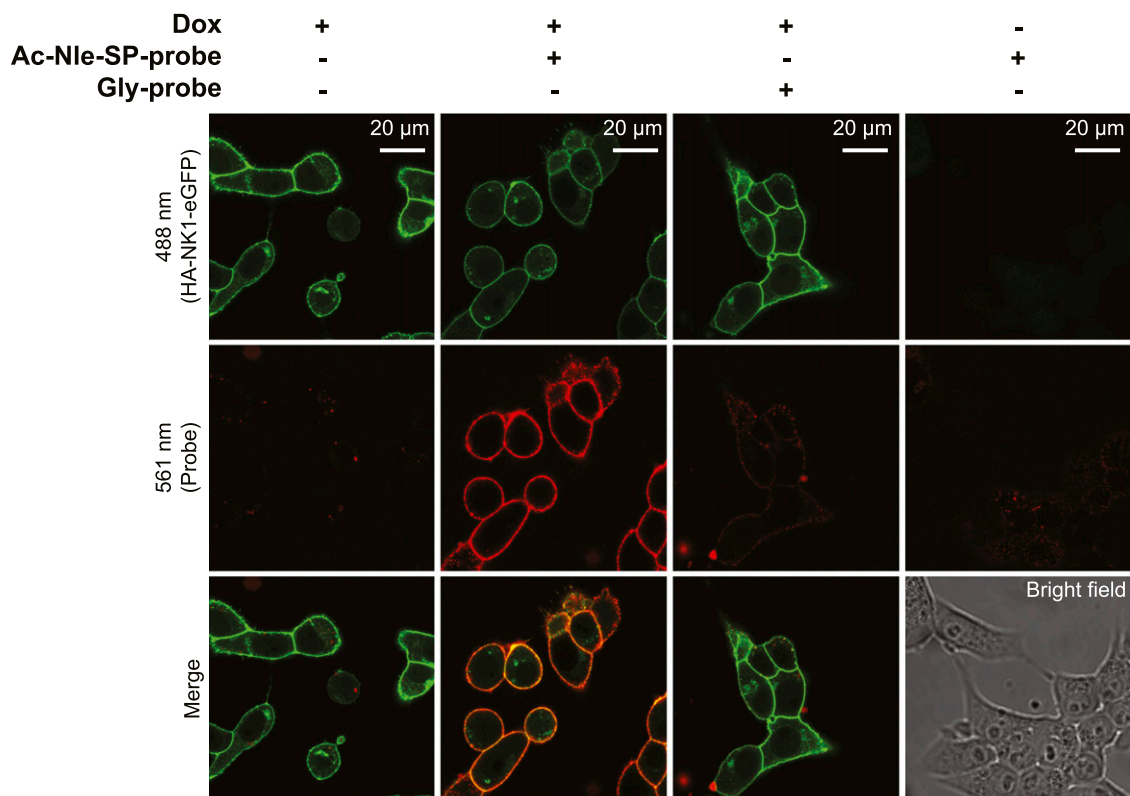 Dox + + + -
Ac-Nle-SP-probe - + - +
Gly-probe - - + -
20 µm 20 µm 20 µm 20 µm
488 nm
(HA-NK1-eGFP)
561 nm
(Probe)
Merge
Bright field